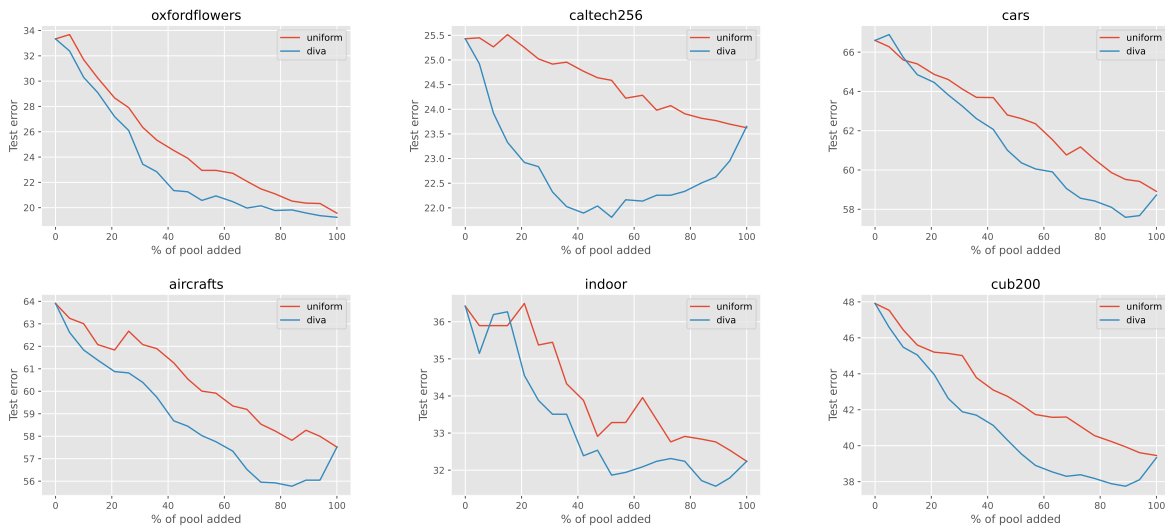 oxfordflowers
34
32
30
28
26
24
22
20
Test error
uniform
diva
0 20 40 60 80 100
% of pool added
caltech256
25.5
25.0
24.5
24.0
23.5
23.0
22.5
22.0
Test error
uniform
diva
0 20 40 60 80 100
% of pool added
cars
66
64
62
60
58
Test error
uniform
diva
0 20 40 60 80 100
% of pool added
aircrafts
64
63
62
61
60
59
58
57
56
Test error
uniform
diva
0 20 40 60 80 100
% of pool added
indoor
36
35
34
33
32
Test error
uniform
diva
0 20 40 60 80 100
% of pool added
cub200
48
46
44
42
40
38
Test error
uniform
diva
0 20 40 60 80 100
% of pool added